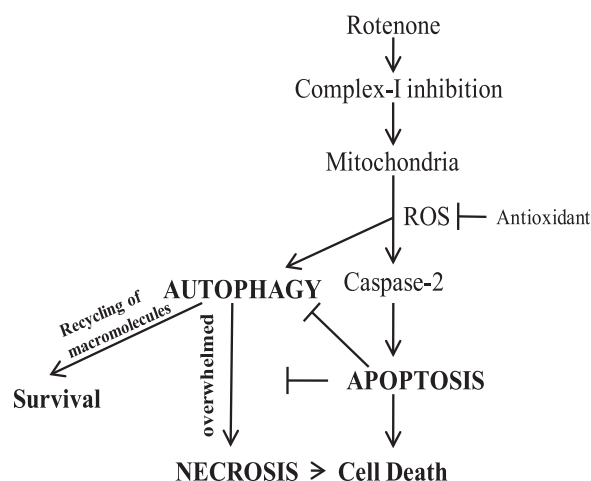 Rotenone
Complex-I inhibition
Mitochondria
ROS
Antioxidant
AUTOPHAGY
Caspase-2
Recycling of
macromolecules
overwhelmed
Survival
APOPTOSIS
NECROSIS > Cell Death